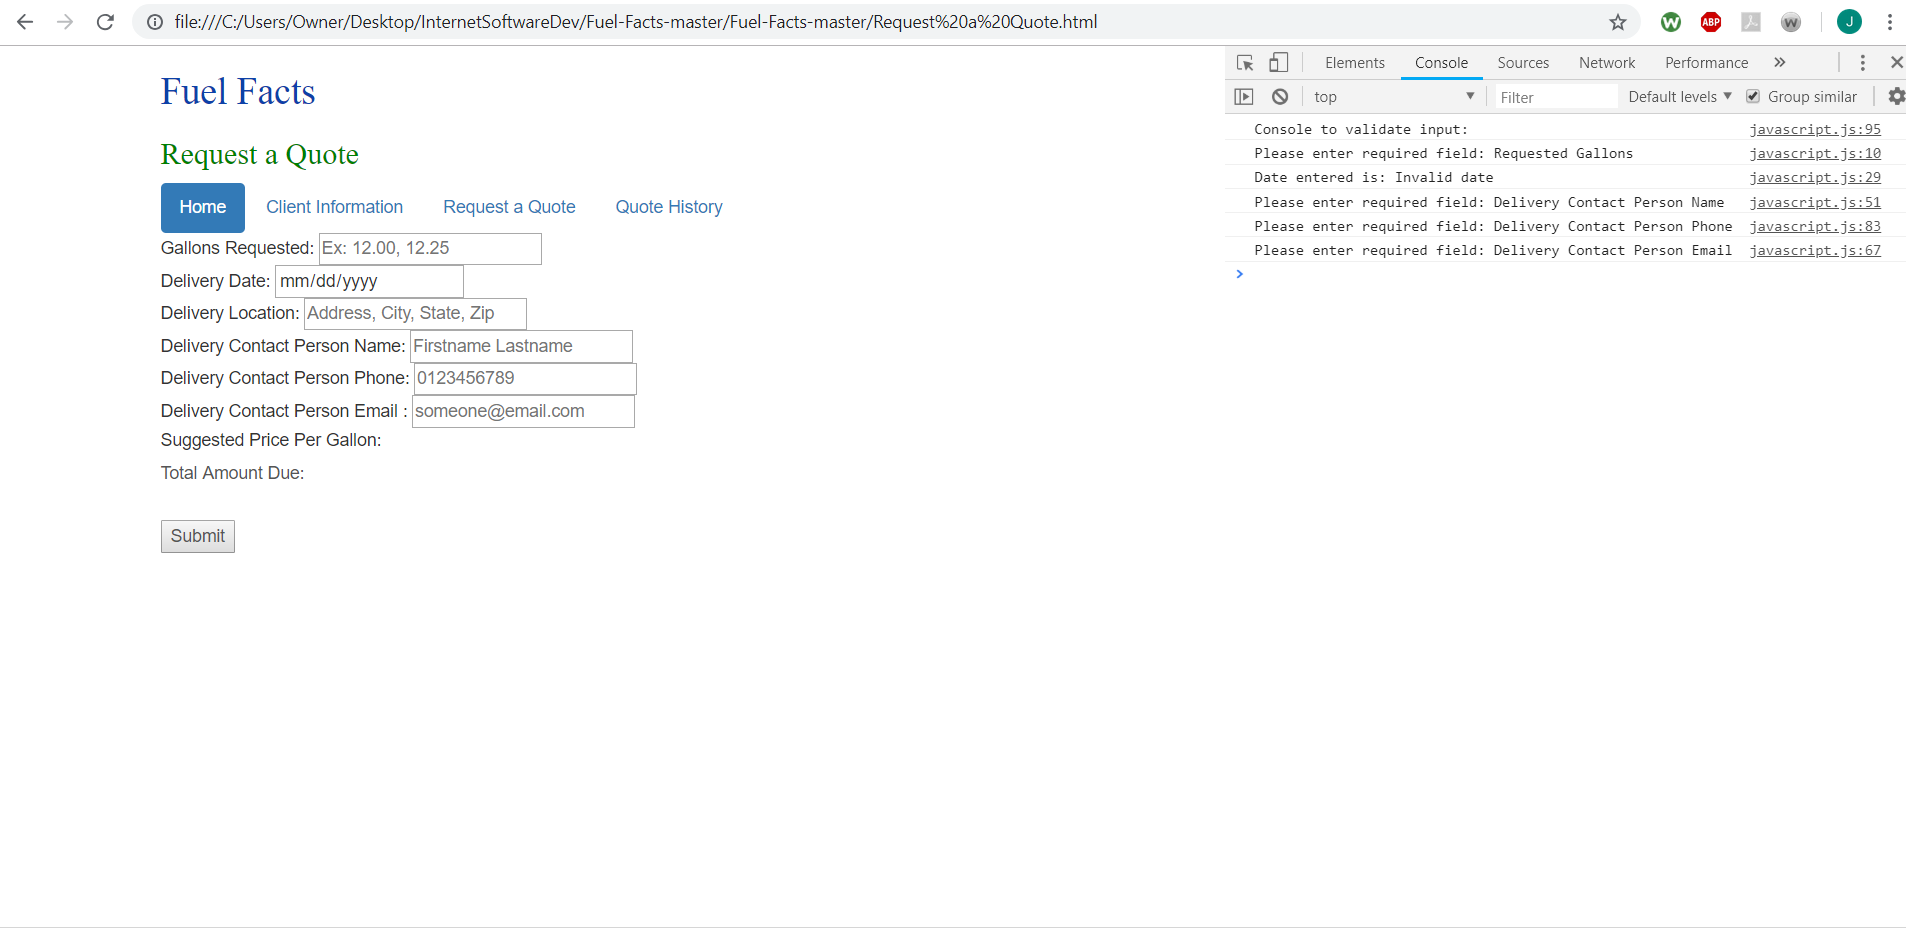 file:///C:/Users/Owner/Desktop/InternetSoftwareDev/Fuel-Facts-master/Fuel-Facts-master/Request%20a%20Quote.html
W ABP W J
Fuel Facts
Request a Quote
Home Client Information Request a Quote Quote History
Gallons Requested: Ex: 12.00, 12.25
Delivery Date: mm/dd/yyyy
Delivery Location: Address, City, State, Zip
Delivery Contact Person Name: Firstname Lastname
Delivery Contact Person Phone: 0123456789
Delivery Contact Person Email : someone@email.com
Suggested Price Per Gallon:
Total Amount Due:
Submit
Elements Console Sources Network Performance »
top Filter Default levels Group similar
Console to validate input: javascript.js:95
Please enter required field: Requested Gallons javascript.js:10
Date entered is: Invalid date javascript.js:29
Please enter required field: Delivery Contact Person Name javascript.js:51
Please enter required field: Delivery Contact Person Phone javascript.js:83
Please enter required field: Delivery Contact Person Email javascript.js:67
>